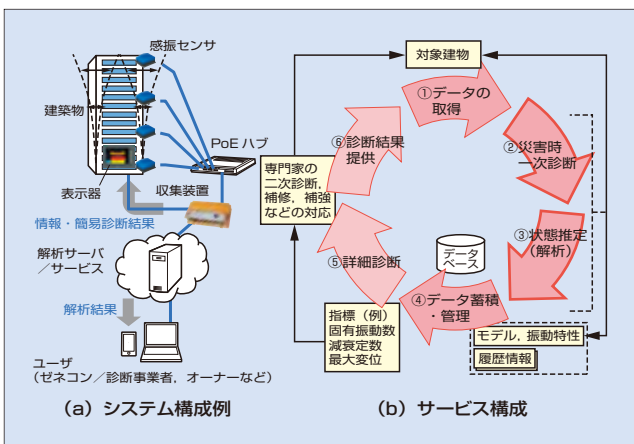 感振センサ
建築物
PoE ハブ
表示器
収集装置
情報・簡易診断結果
解析サーバ
／サービス
解析結果
ユーザ
（ゼネコン／診断事業者，オーナーなど）
（a）システム構成例
対象建物
①データの
取得
②災害時
一次診断
③状態推定
（解析）
データ
ベース
④データ蓄積
・管理
モデル，振動特性
履歴情報
⑤詳細診断
指標（例）
固有振動数
減衰定数
最大変位
⑥診断結果
提供
専門家の
二次診断，
補修，補強
などの対応
（b）サービス構成